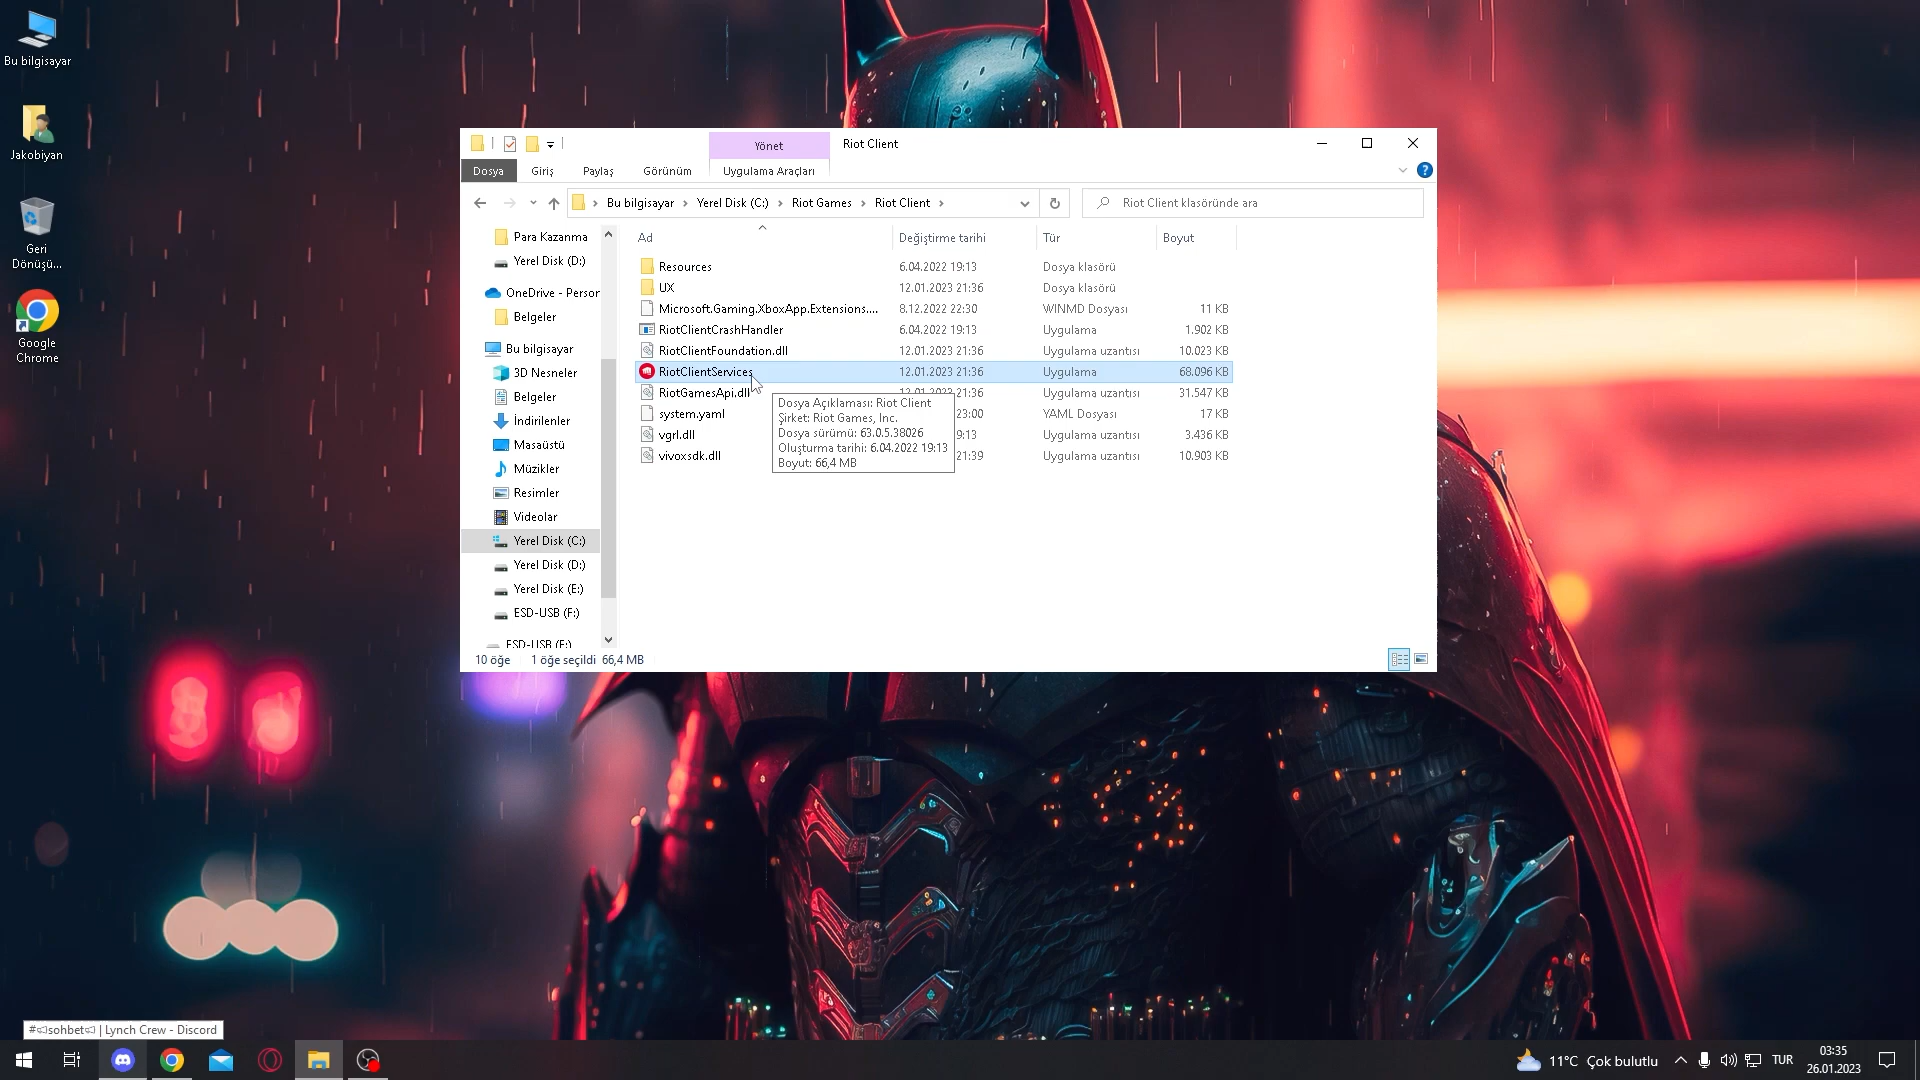 Bu bilgisayar
Jakobiyan
Geri
Dönüşü...
Google
Chrome
Yönet
Riot Client
Dosya
Giriş
Paylaş
Görünüm
Uygulama Araçları
Bu bilgisayar > Yerel Disk (C:) > Riot Games > Riot Client >
Riot Client klasöründe ara
Para Kazanma
Yerel Disk (D:)
OneDrive - Person
Belgeler
Bu bilgisayar
3D Nesneler
Belgeler
İndirilenler
Masaüstü
Müzikler
Resimler
Videolar
Yerel Disk (C:)
Yerel Disk (D:)
Yerel Disk (E:)
ESD-USB (F:)
ESD-USB (F:)
Ad Değiştirme tarihi Tür Boyut
Resources 6.04.2022 19:13 Dosya klasörü
UX 12.01.2023 21:36 Dosya klasörü
Microsoft.Gaming.XboxApp.Extensions.... 8.12.2022 22:30 WINMD Dosyası 11 KB
RiotClientCrashHandler 6.04.2022 19:13 Uygulama 1.902 KB
RiotClientFoundation.dll 12.01.2023 21:36 Uygulama uzantısı 10.023 KB
RiotClientServices 12.01.2023 21:36 Uygulama 68.096 KB
RiotGamesApi.dll 12.01.2023 21:36 Uygulama uzantısı 31.547 KB
system.yaml 23:00 YAML Dosyası 17 KB
vgrl.dll 9:13 Uygulama uzantısı 3.436 KB
vivoxsdk.dll 21:39 Uygulama uzantısı 10.903 KB
Dosya Açıklaması: Riot Client
Şirket: Riot Games, Inc.
Dosya sürümü: 63.0.5.38026
Oluşturma tarihi: 6.04.2022 19:13
Boyut: 66,4 MB
10 öğe 1 öğe seçildi 66,4 MB
#📢sohbet📢 | Lynch Crew - Discord
11°C Çok bulutlu
TUR
03:35
26.01.2023